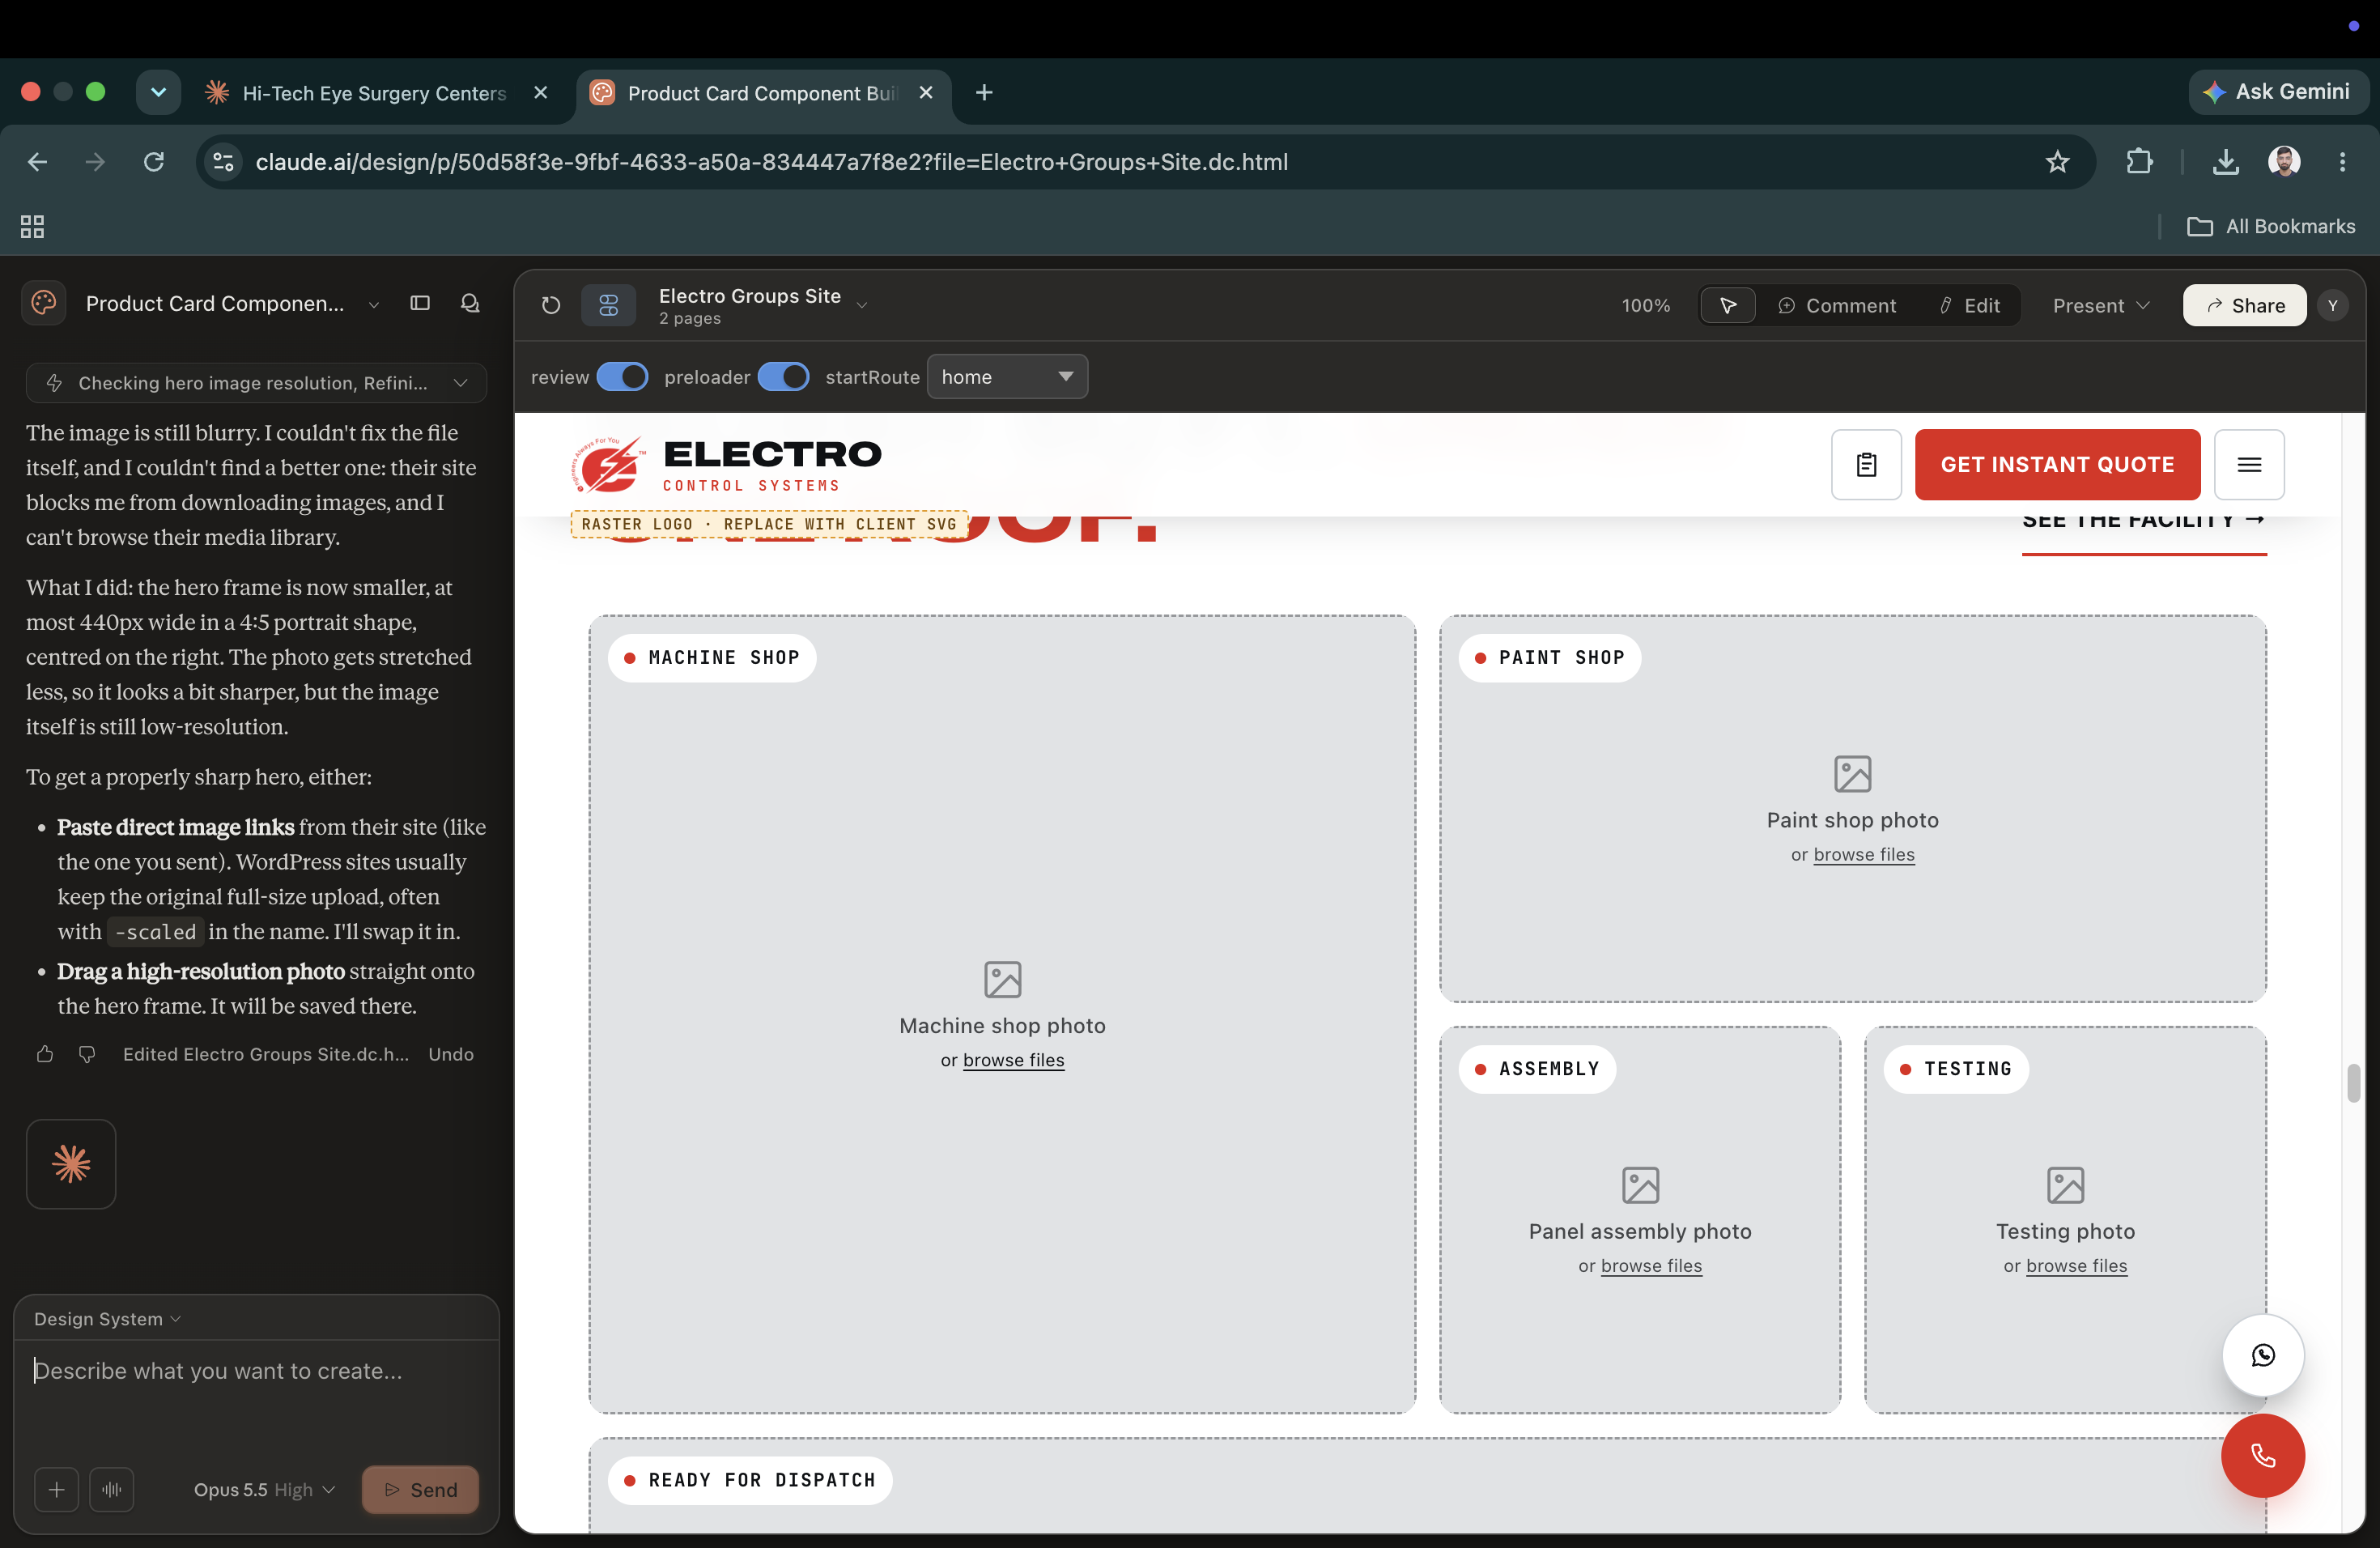 Hi-Tech Eye Surgery Centers
Product Card Component Bui
Ask Gemini
claude.ai/design/p/50d58f3e-9fbf-4633-a50a-834447a7f8e2?file=Electro+Groups+Site.dc.html
All Bookmarks
Product Card Componen...
Checking hero image resolution, Refini...
The image is still blurry. I couldn't fix the file
itself, and I couldn't find a better one: their site
blocks me from downloading images, and I
can't browse their media library.
What I did: the hero frame is now smaller, at
most 440px wide in a 4:5 portrait shape,
centred on the right. The photo gets stretched
less, so it looks a bit sharper, but the image
itself is still low-resolution.
To get a properly sharp hero, either:
• Paste direct image links from their site (like
the one you sent). WordPress sites usually
keep the original full-size upload, often
with -scaled in the name. I'll swap it in.
• Drag a high-resolution photo straight onto
the hero frame. It will be saved there.
Edited Electro Groups Site.dc.h... Undo
Design System
Describe what you want to create...
Opus 5.5 High
Send
Electro Groups Site
2 pages
100%
Comment
Edit
Present
Share
Y
review
preloader
startRoute
home
ELECTRO
CONTROL SYSTEMS
GET INSTANT QUOTE
RASTER LOGO · REPLACE WITH CLIENT SVG
SEE THE FACILITY →
MACHINE SHOP
Machine shop photo
or browse files
PAINT SHOP
Paint shop photo
or browse files
ASSEMBLY
Panel assembly photo
or browse files
TESTING
Testing photo
or browse files
READY FOR DISPATCH